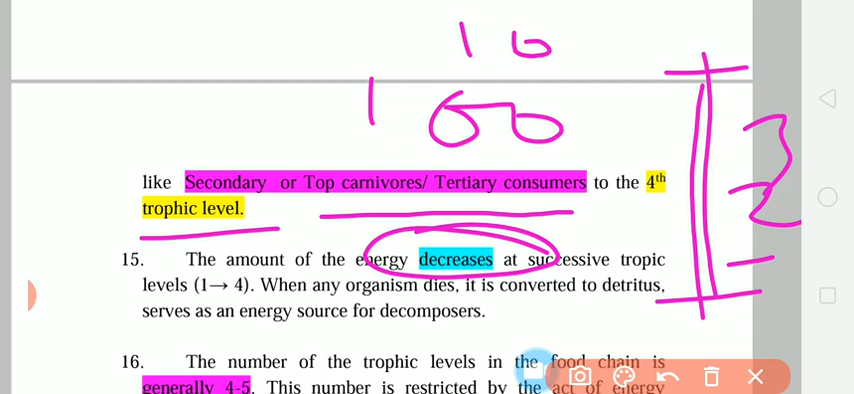 10
100
like Secondary or Top carnivores/ Tertiary consumers to the 4th
trophic level.
3
2
1
15. The amount of the energy decreases at successive tropic
levels (1→ 4). When any organism dies, it is converted to detritus,
serves as an energy source for decomposers.
16. The number of the trophic levels in the food chain is
generally 4-5. This number is restricted by the act of energy